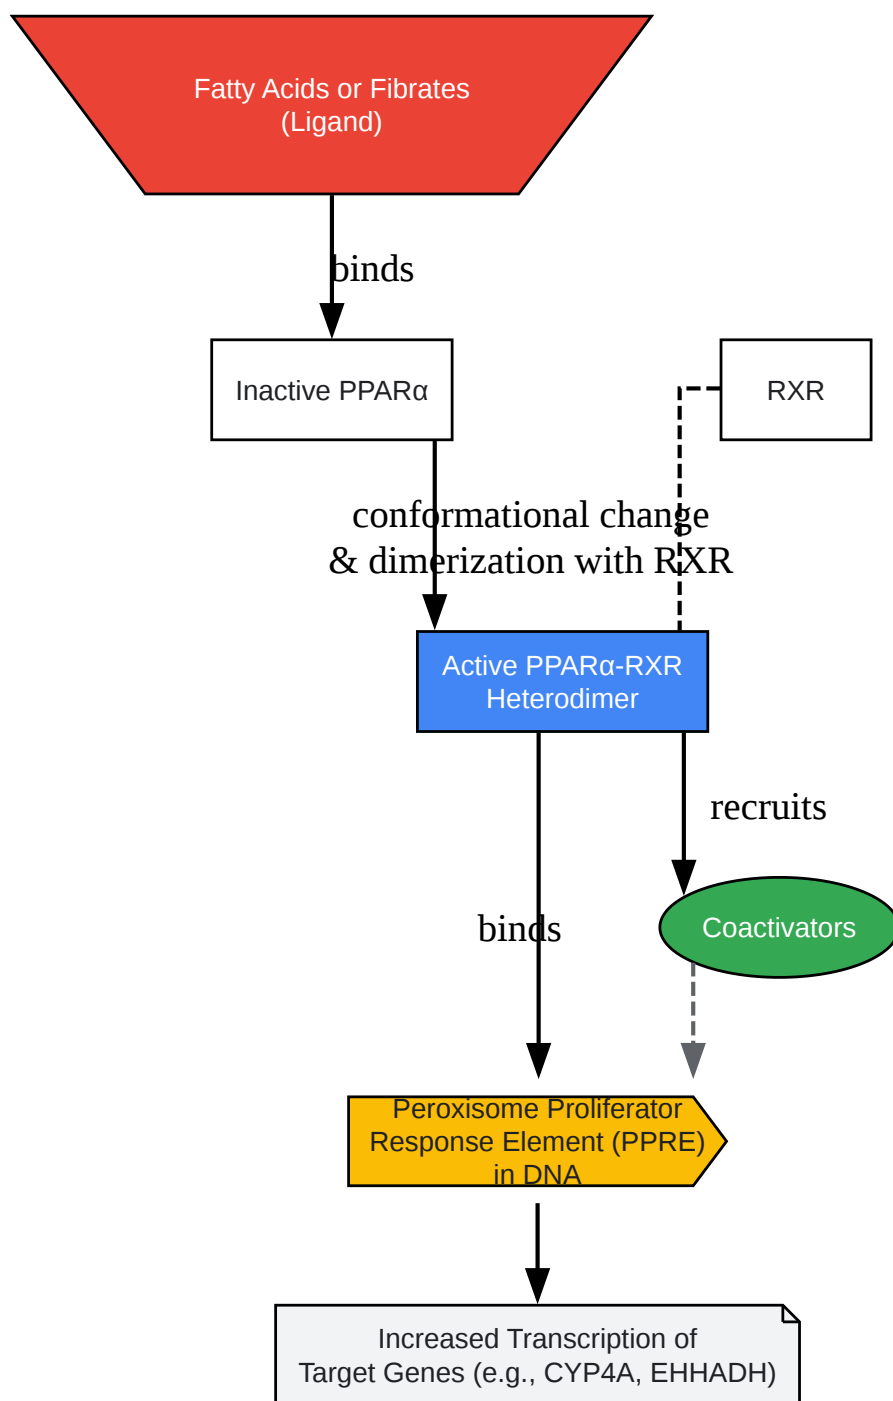 Fatty Acids or Fibrates
(Ligand)
binds
Inactive PPARα
RXR
conformational change
& dimerization with RXR
Active PPARα-RXR
Heterodimer
recruits
binds
Coactivators
Peroxisome Proliferator
Response Element (PPRE)
in DNA
Increased Transcription of
Target Genes (e.g., CYP4A, EHHADH)